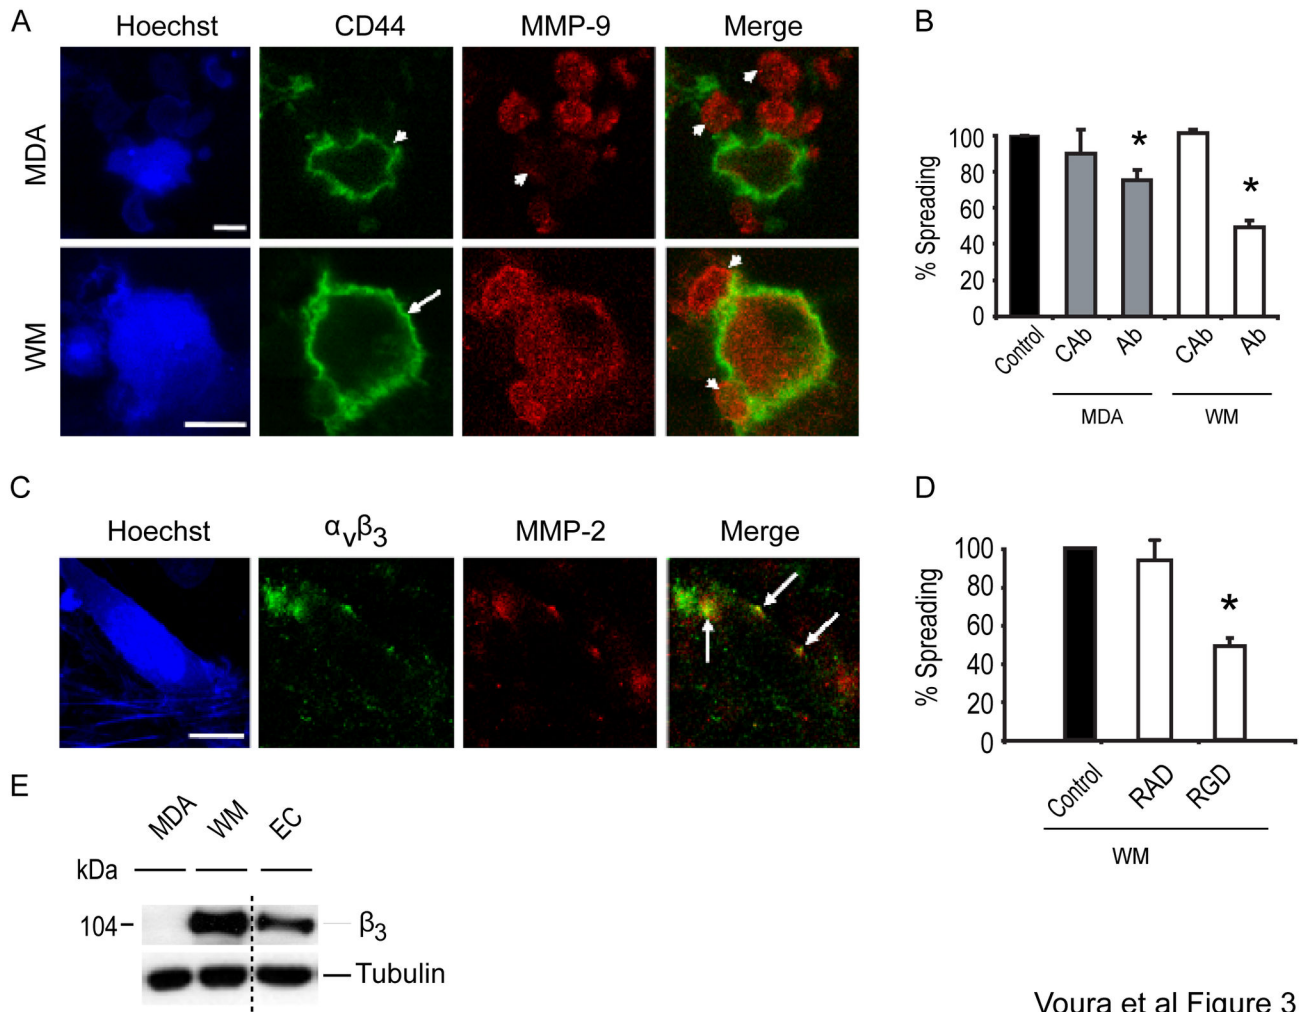 A
Hoechst CD44 MMP-9 Merge
MDA
WM
B
% Spreading
100
80
60
40
20
0
* *
Control CAb Ab CAb Ab
MDA WM
C
Hoechst αvβ3 MMP-2 Merge
D
% Spreading
100
80
60
40
20
0
*
Control RAD RGD
WM
E
MDA WM EC
kDa
104 β3
Tubulin
Voura et al Figure 3